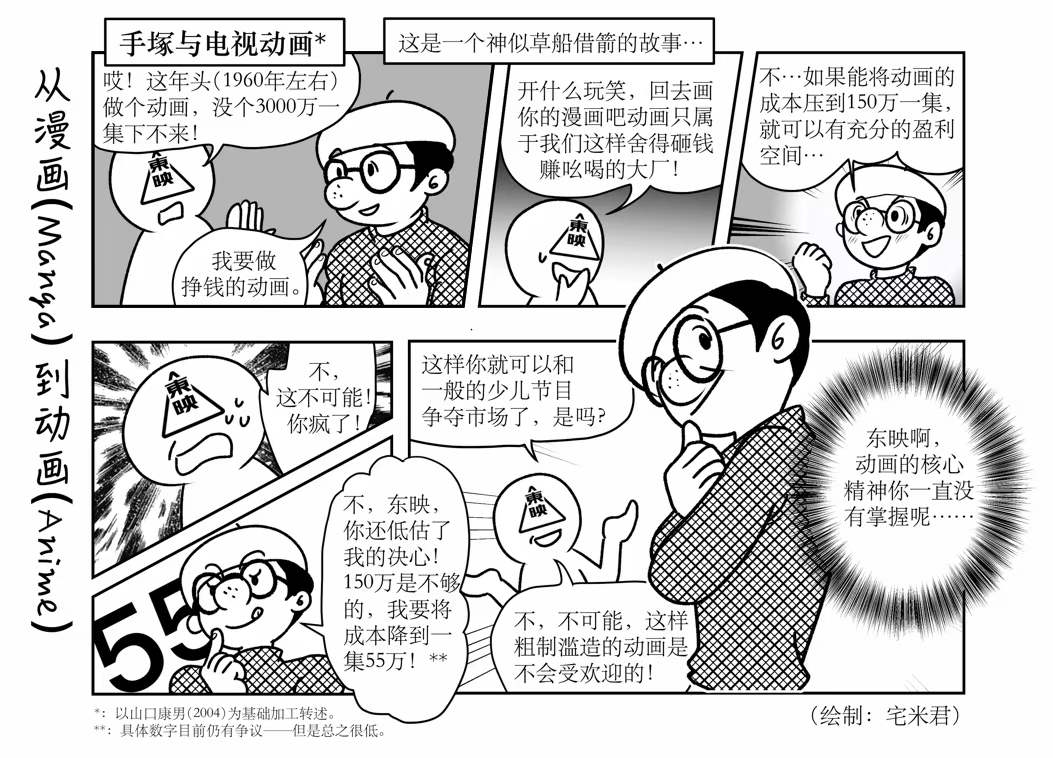 从漫画(Manga)到动画(Anime)
手塚与电视动画*
这是一个神似草船借箭的故事…
哎！这年头(1960年左右)
做个动画，没个3000万一
集下不来！
東映
我要做
挣钱的动画。
开什么玩笑，回去画
你的漫画吧动画只属
于我们这样舍得砸钱
赚吆喝的大厂！
東映
不…如果能将动画的
成本压到150万一集，
就可以有充分的盈利
空间…
東映
不，
这不可能！
你疯了！
55
不，东映，
你还低估了
我的决心！
150万是不够
的，我要将
成本降到一
集55万！**
这样你就可以和
一般的少儿节目
争夺市场了，是吗？
東映
不，不可能，这样
粗制滥造的动画是
不会受欢迎的！
东映啊，
动画的核心
精神你一直没
有掌握呢……
*：以山口康男(2004)为基础加工转述。
**：具体数字目前仍有争议——但是总之很低。
（绘制：宅米君）